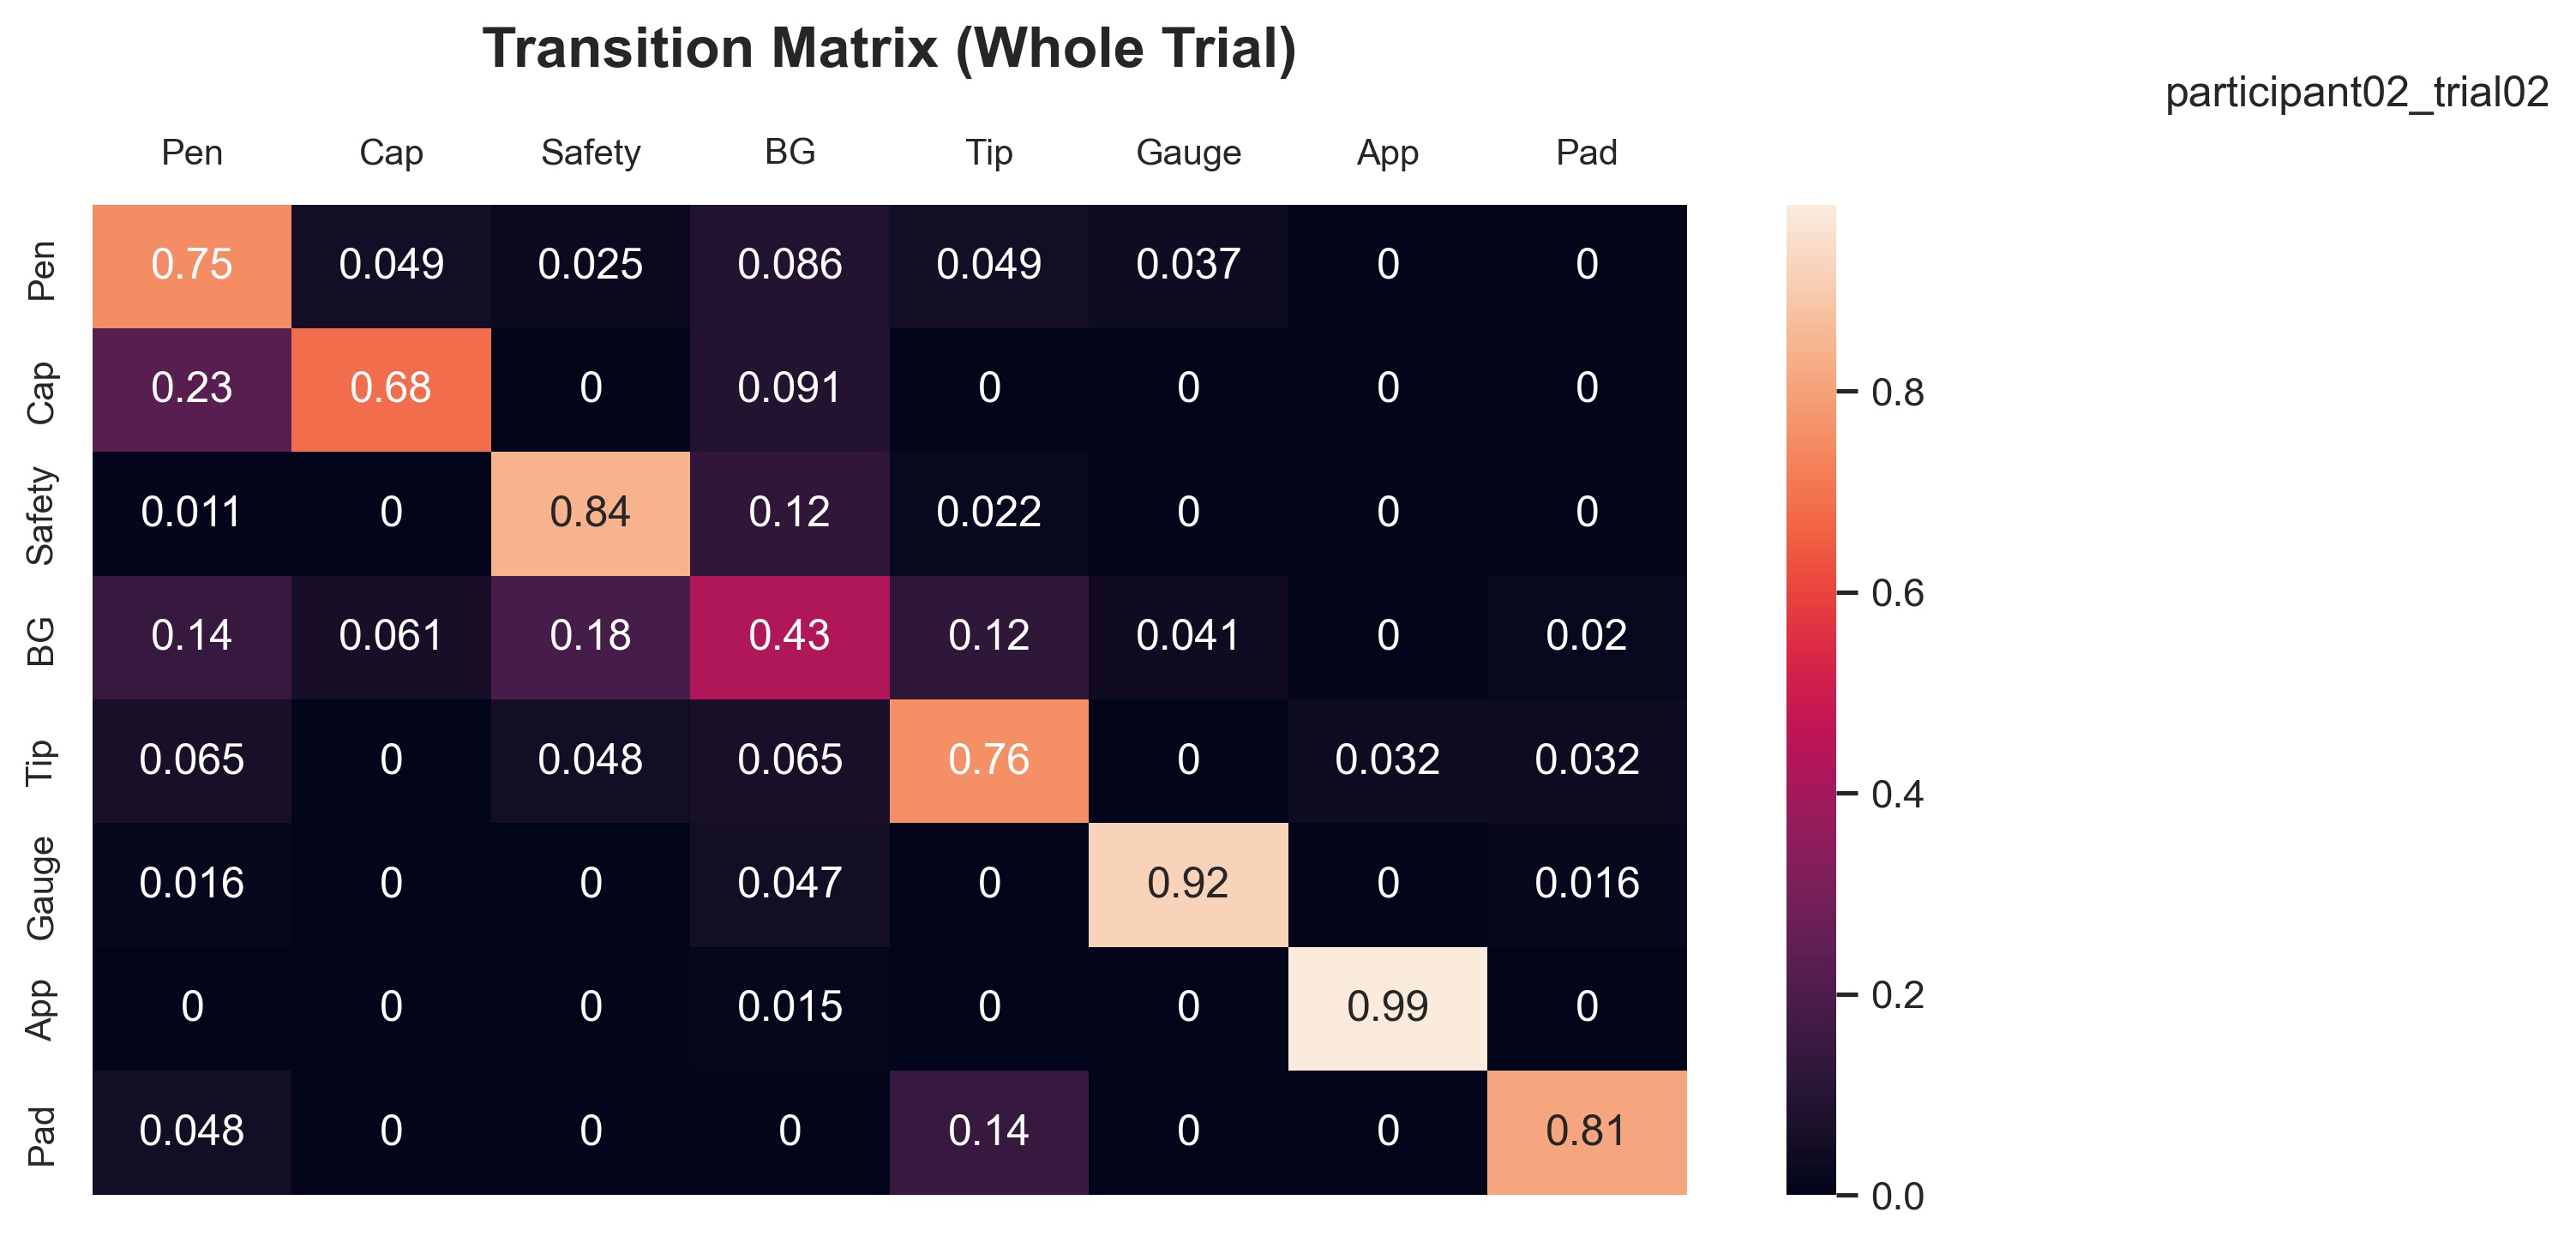 Transition Matrix (Whole Trial)
participant02_trial02
Pen Cap Safety BG Tip Gauge App Pad
Pen 0.75 0.049 0.025 0.086 0.049 0.037 0 0
Cap 0.23 0.68 0 0.091 0 0 0 0
0.8
Safety 0.011 0 0.84 0.12 0.022 0 0 0
0.6
BG 0.14 0.061 0.18 0.43 0.12 0.041 0 0.02
Tip 0.065 0 0.048 0.065 0.76 0 0.032 0.032
0.4
Gauge 0.016 0 0 0.047 0 0.92 0 0.016
0.2
App 0 0 0 0.015 0 0 0.99 0
Pad 0.048 0 0 0 0.14 0 0 0.81
0.0